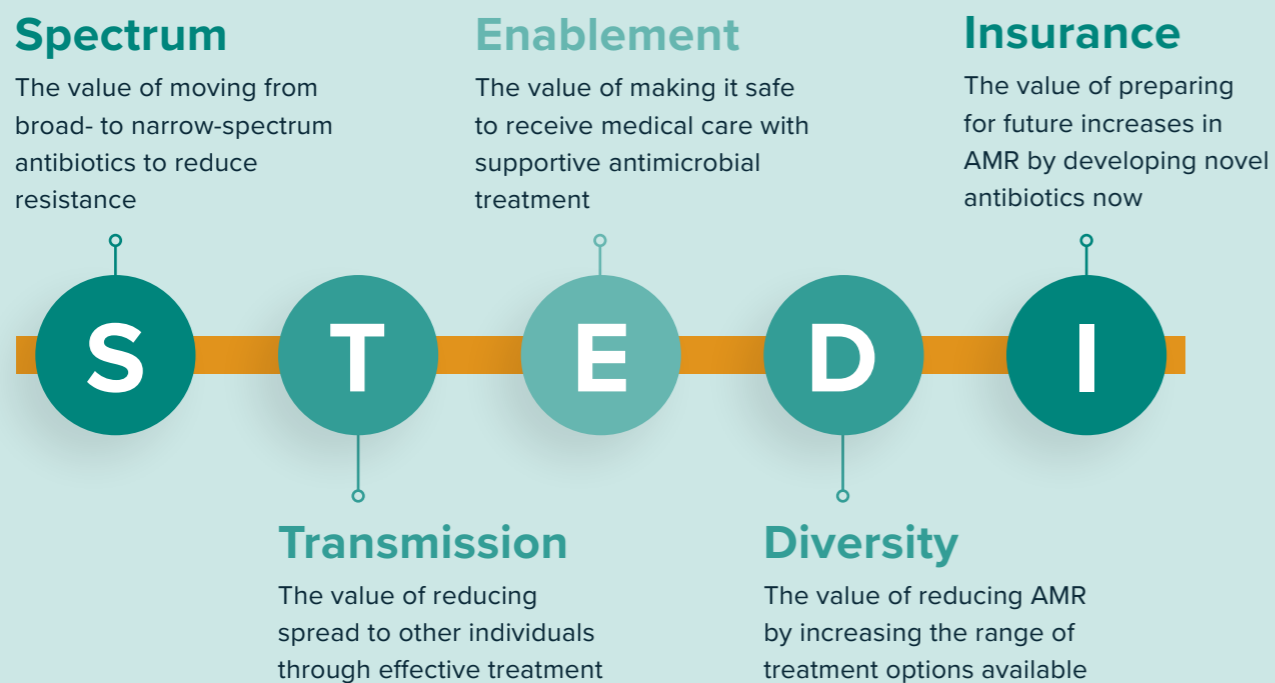 Spectrum
The value of moving from
broad- to narrow-spectrum
antibiotics to reduce
resistance
Enablement
The value of making it safe
to receive medical care with
supportive antimicrobial
treatment
Insurance
The value of preparing
for future increases in
AMR by developing novel
antibiotics now
S T E D I
Transmission
The value of reducing
spread to other individuals
through effective treatment
Diversity
The value of reducing AMR
by increasing the range of
treatment options available